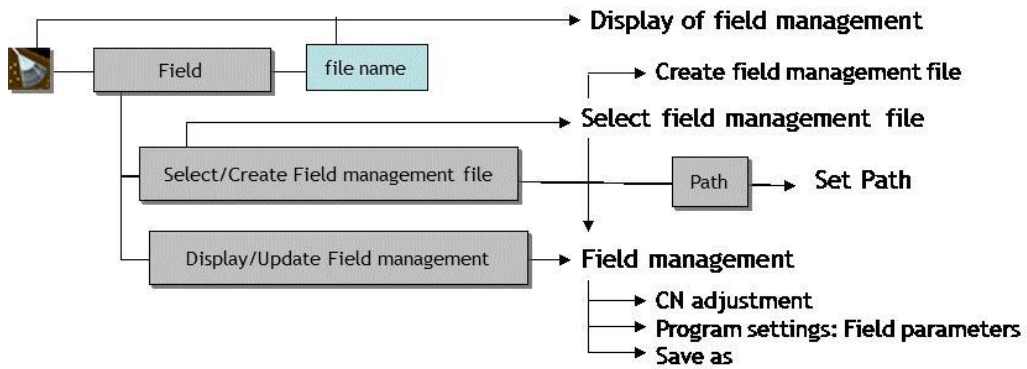 Display of field management
Field
file name
Create field management file
Select field management file
Select/Create Field management file
Path
Set Path
Display/Update Field management
Field management
CN adjustment
Program settings: Field parameters
Save as